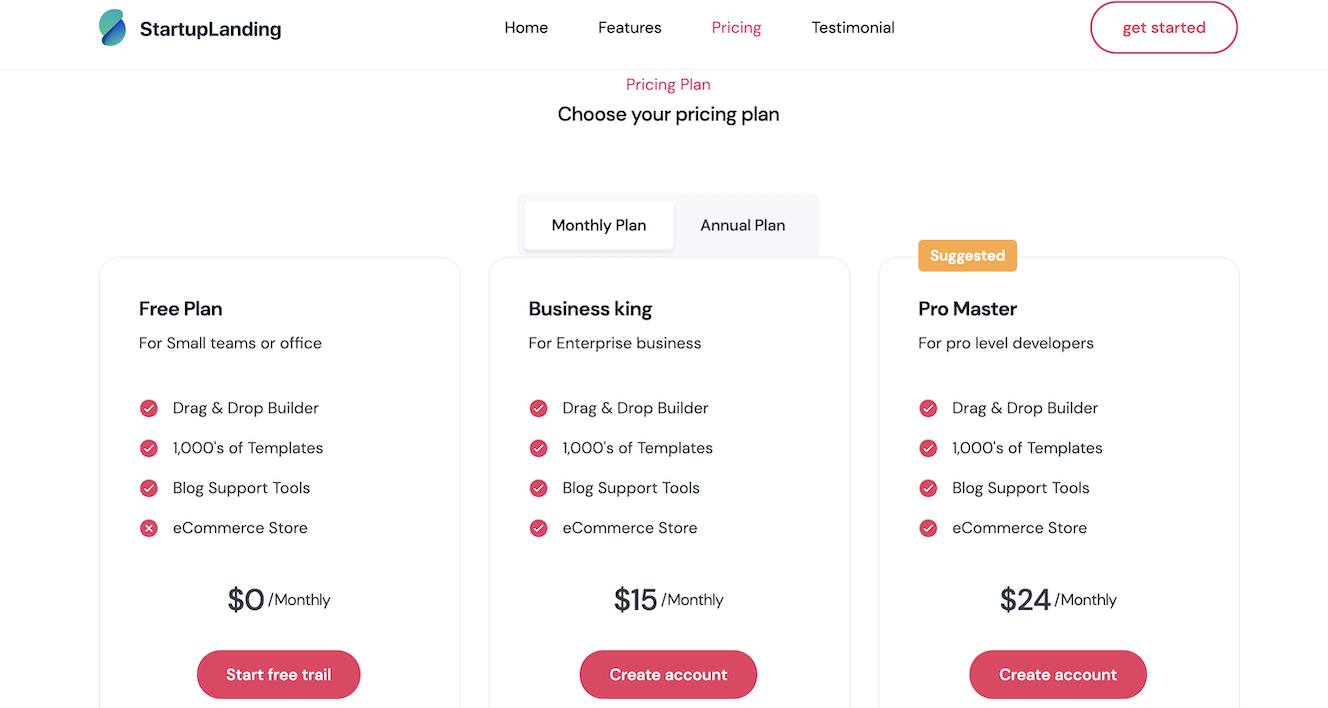 StartupLanding
Home
Features
Pricing
Testimonial
get started
Pricing Plan
Choose your pricing plan
Monthly Plan
Annual Plan
Free Plan
For Small teams or office
Drag & Drop Builder
1,000's of Templates
Blog Support Tools
eCommerce Store
$0 /Monthly
Start free trail
Business king
For Enterprise business
Drag & Drop Builder
1,000's of Templates
Blog Support Tools
eCommerce Store
$15 /Monthly
Create account
Suggested
Pro Master
For pro level developers
Drag & Drop Builder
1,000's of Templates
Blog Support Tools
eCommerce Store
$24 /Monthly
Create account